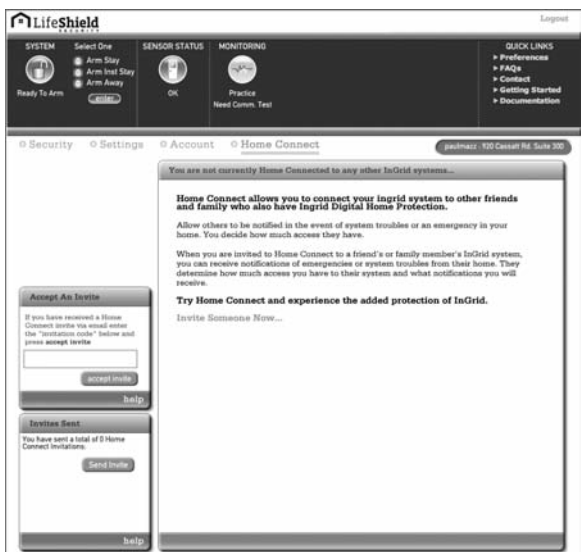 LifeShield
SECURITY
Logout
SYSTEM
Select One
SENSOR STATUS
MONITORING
QUICK LINKS
Arm Stay
Arm Inst Stay
Arm Away
enter
Ready To Arm
OK
Practice
Need Comm. Test
Preferences
FAQs
Contact
Getting Started
Documentation
Security
Settings
Account
Home Connect
paulmacz - 920 Cassatt Rd. Suite 300
You are not currently Home Connected to any other InGrid systems...
Home Connect allows you to connect your ingrid system to other friends
and family who also have Ingrid Digital Home Protection.
Allow others to be notified in the event of system troubles or an emergency in your
home. You decide how much access they have.
When you are invited to Home Connect to a friend's or family member's InGrid system,
you can receive notifications of emergencies or system troubles from their home. They
determine how much access you have to their system and what notifications you will
receive.
Try Home Connect and experience the added protection of InGrid.
Invite Someone Now...
Accept An Invite
If you have received a Home
Connect invite via email enter
the "invitation code" below and
press accept invite
accept invite
help
Invites Sent
You have sent a total of 0 Home
Connect Invitations.
Send Invite
help